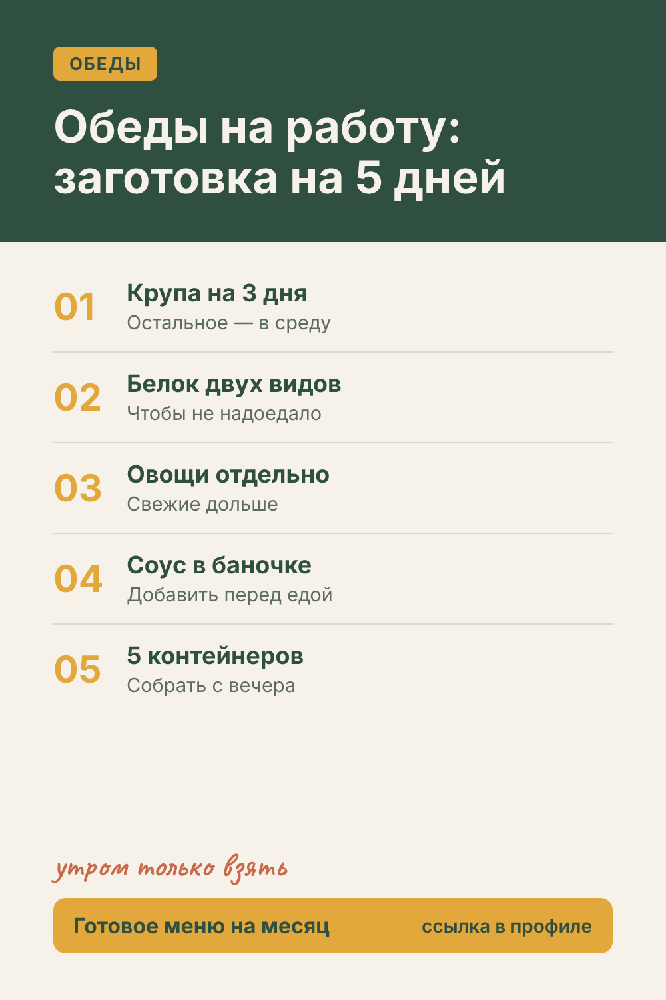 ОБЕДЫ
Обеды на работу:
заготовка на 5 дней
01
Крупа на 3 дня
Остальное — в среду
02
Белок двух видов
Чтобы не надоедало
03
Овощи отдельно
Свежие дольше
04
Соус в баночке
Добавить перед едой
05
5 контейнеров
Собрать с вечера
утром только взять
Готовое меню на месяц
ссылка в профиле